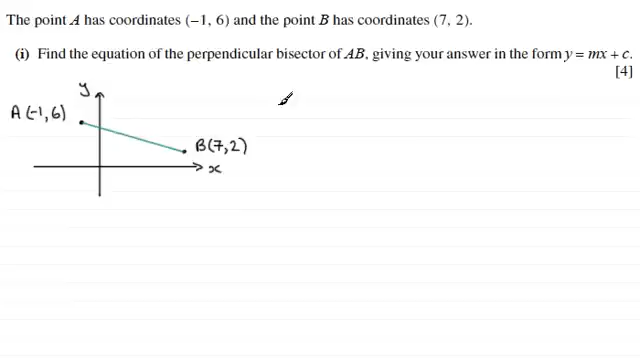 The point A has coordinates (−1, 6) and the point B has coordinates (7, 2).
(i) Find the equation of the perpendicular bisector of AB, giving your answer in the form y = mx + c.
[4]
y
A (-1,6)
B(7,2)
x